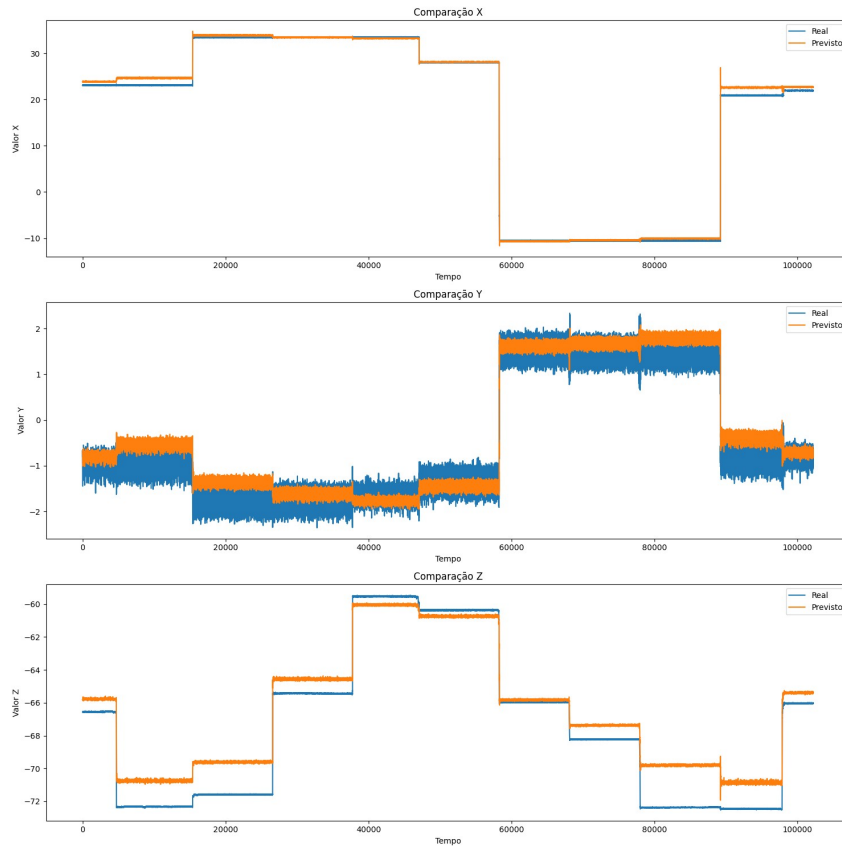 Comparação X
Real
Previsto
Valor X
30
20
10
0
−10
0
20000
40000
60000
80000
100000
Tempo
Comparação Y
Real
Previsto
Valor Y
2
1
0
−1
−2
0
20000
40000
60000
80000
100000
Tempo
Comparação Z
Real
Previsto
Valor Z
−60
−62
−64
−66
−68
−70
−72
0
20000
40000
60000
80000
100000
Tempo